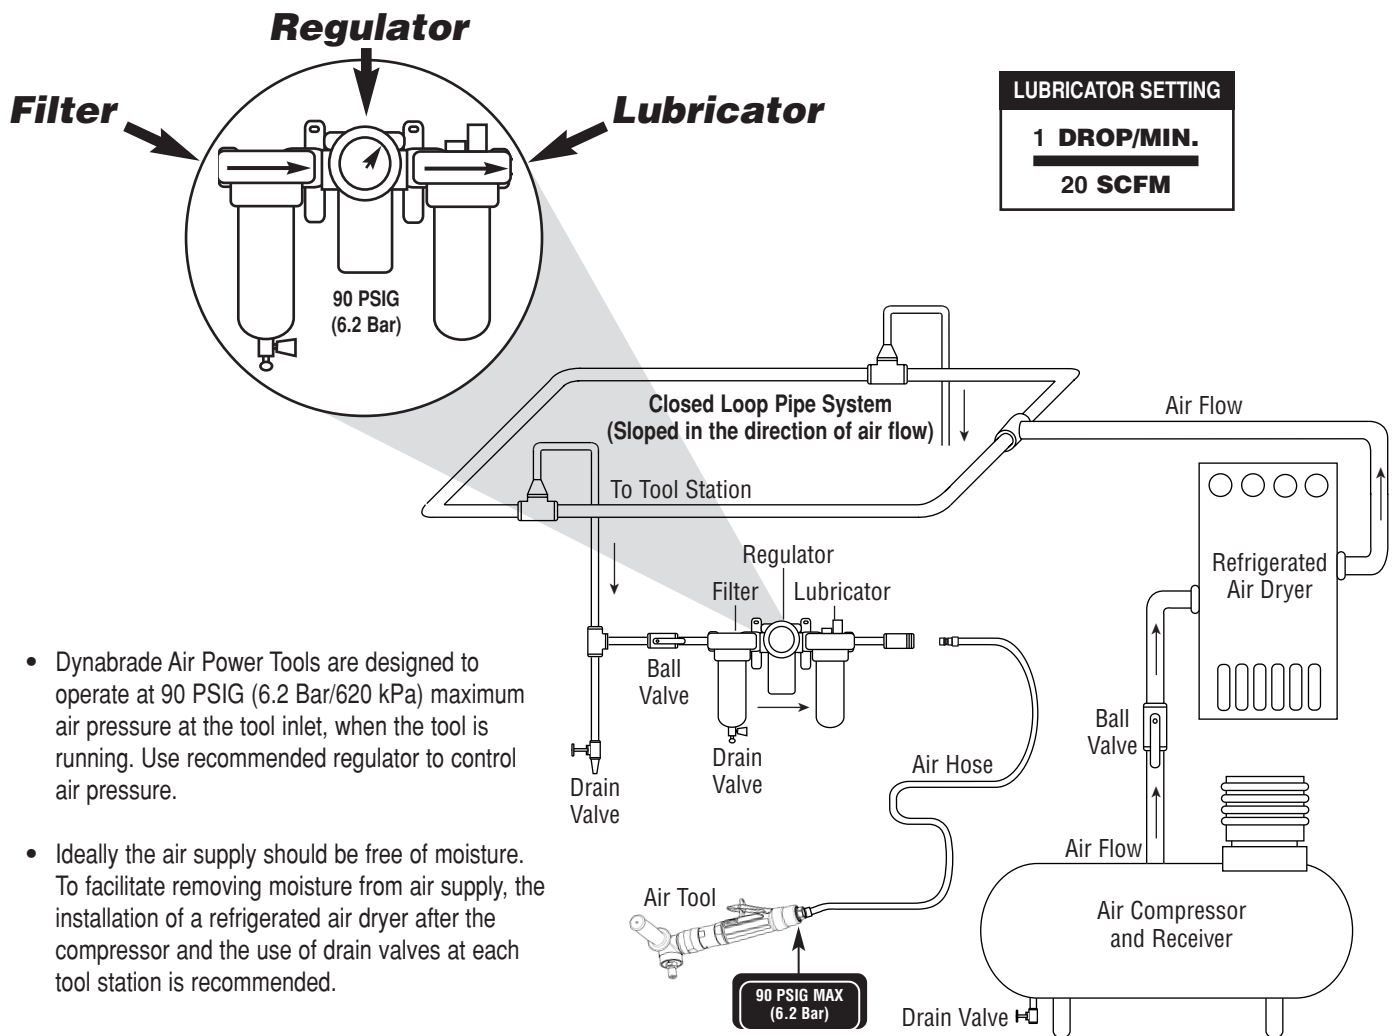 Regulator
Filter
Lubricator
90 PSIG
(6.2 Bar)
LUBRICATOR SETTING
1 DROP/MIN.
20 SCFM
Closed Loop Pipe System
(Sloped in the direction of air flow)
Air Flow
To Tool Station
Regulator
Filter
Lubricator
Refrigerated
Air Dryer
Ball
Valve
Drain
Valve
Drain
Valve
Air Hose
Ball
Valve
Air Flow
Air Tool
Air Compressor
and Receiver
90 PSIG MAX
(6.2 Bar)
Drain Valve
• Dynabrade Air Power Tools are designed to
operate at 90 PSIG (6.2 Bar/620 kPa) maximum
air pressure at the tool inlet, when the tool is
running. Use recommended regulator to control
air pressure.
• Ideally the air supply should be free of moisture.
To facilitate removing moisture from air supply, the
installation of a refrigerated air dryer after the
compressor and the use of drain valves at each
tool station is recommended.